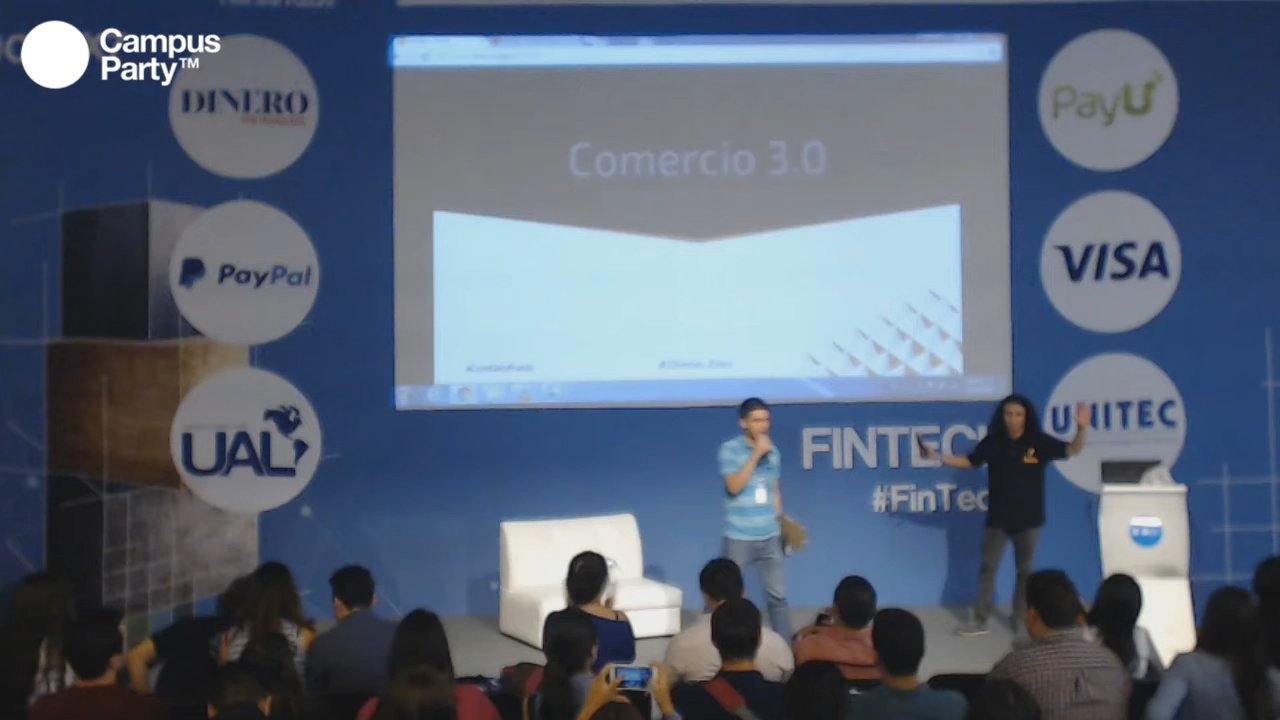 Campus
Party™
DINERO
PayPal
UAL
Comercio 3.0
PayU
VISA
UNITEC
FINTEC
#FinTec